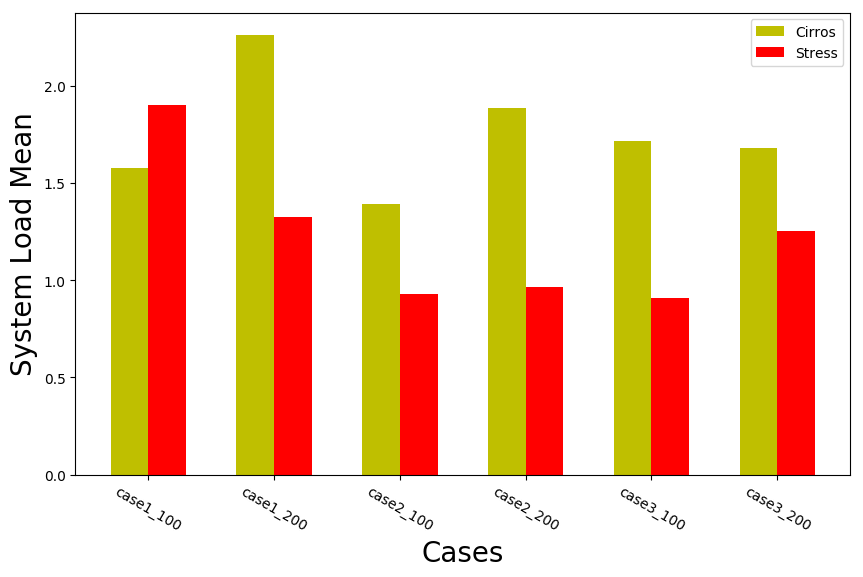 Cirros
Stress
System Load Mean
2.0
1.5
1.0
0.5
0.0
case1_100
case1_200
case2_100
case2_200
case3_100
case3_200
Cases